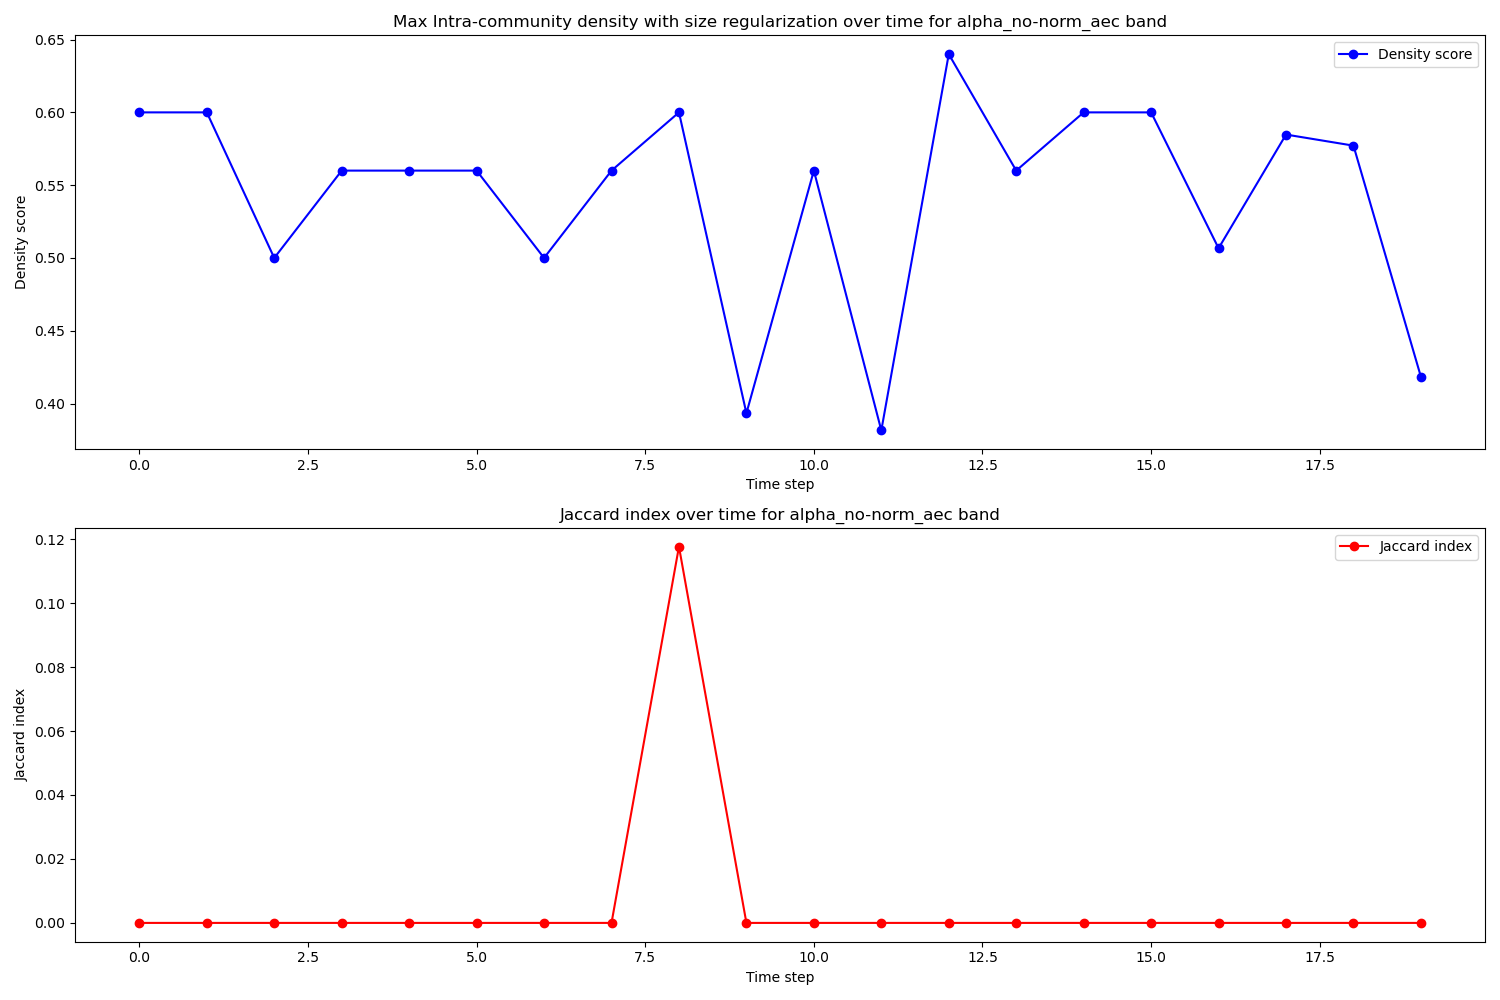 Max Intra-community density with size regularization over time for alpha_no-norm_aec band
Density score
0.65
0.60
0.55
0.50
0.45
0.40
Density score
0.0 2.5 5.0 7.5 10.0 12.5 15.0 17.5
Time step
Jaccard index over time for alpha_no-norm_aec band
Jaccard index
0.12
0.10
0.08
0.06
0.04
0.02
0.00
Jaccard index
0.0 2.5 5.0 7.5 10.0 12.5 15.0 17.5
Time step